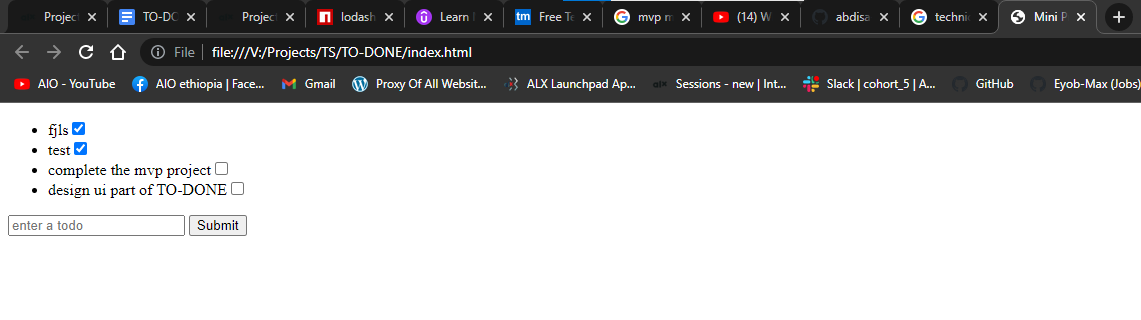 Project
TO-DO
Project
lodash
Learn
Free Te
mvp m
(14) W
abdisa
technic
Mini P
File
file:///V:/Projects/TS/TO-DONE/index.html
AIO - YouTube
AIO ethiopia | Face...
Gmail
Proxy Of All Websit...
ALX Launchpad Ap...
Sessions - new | Int...
Slack | cohort_5 | A...
GitHub
Eyob-Max (Jobs)
fjls
test
complete the mvp project
design ui part of TO-DONE
enter a todo
Submit